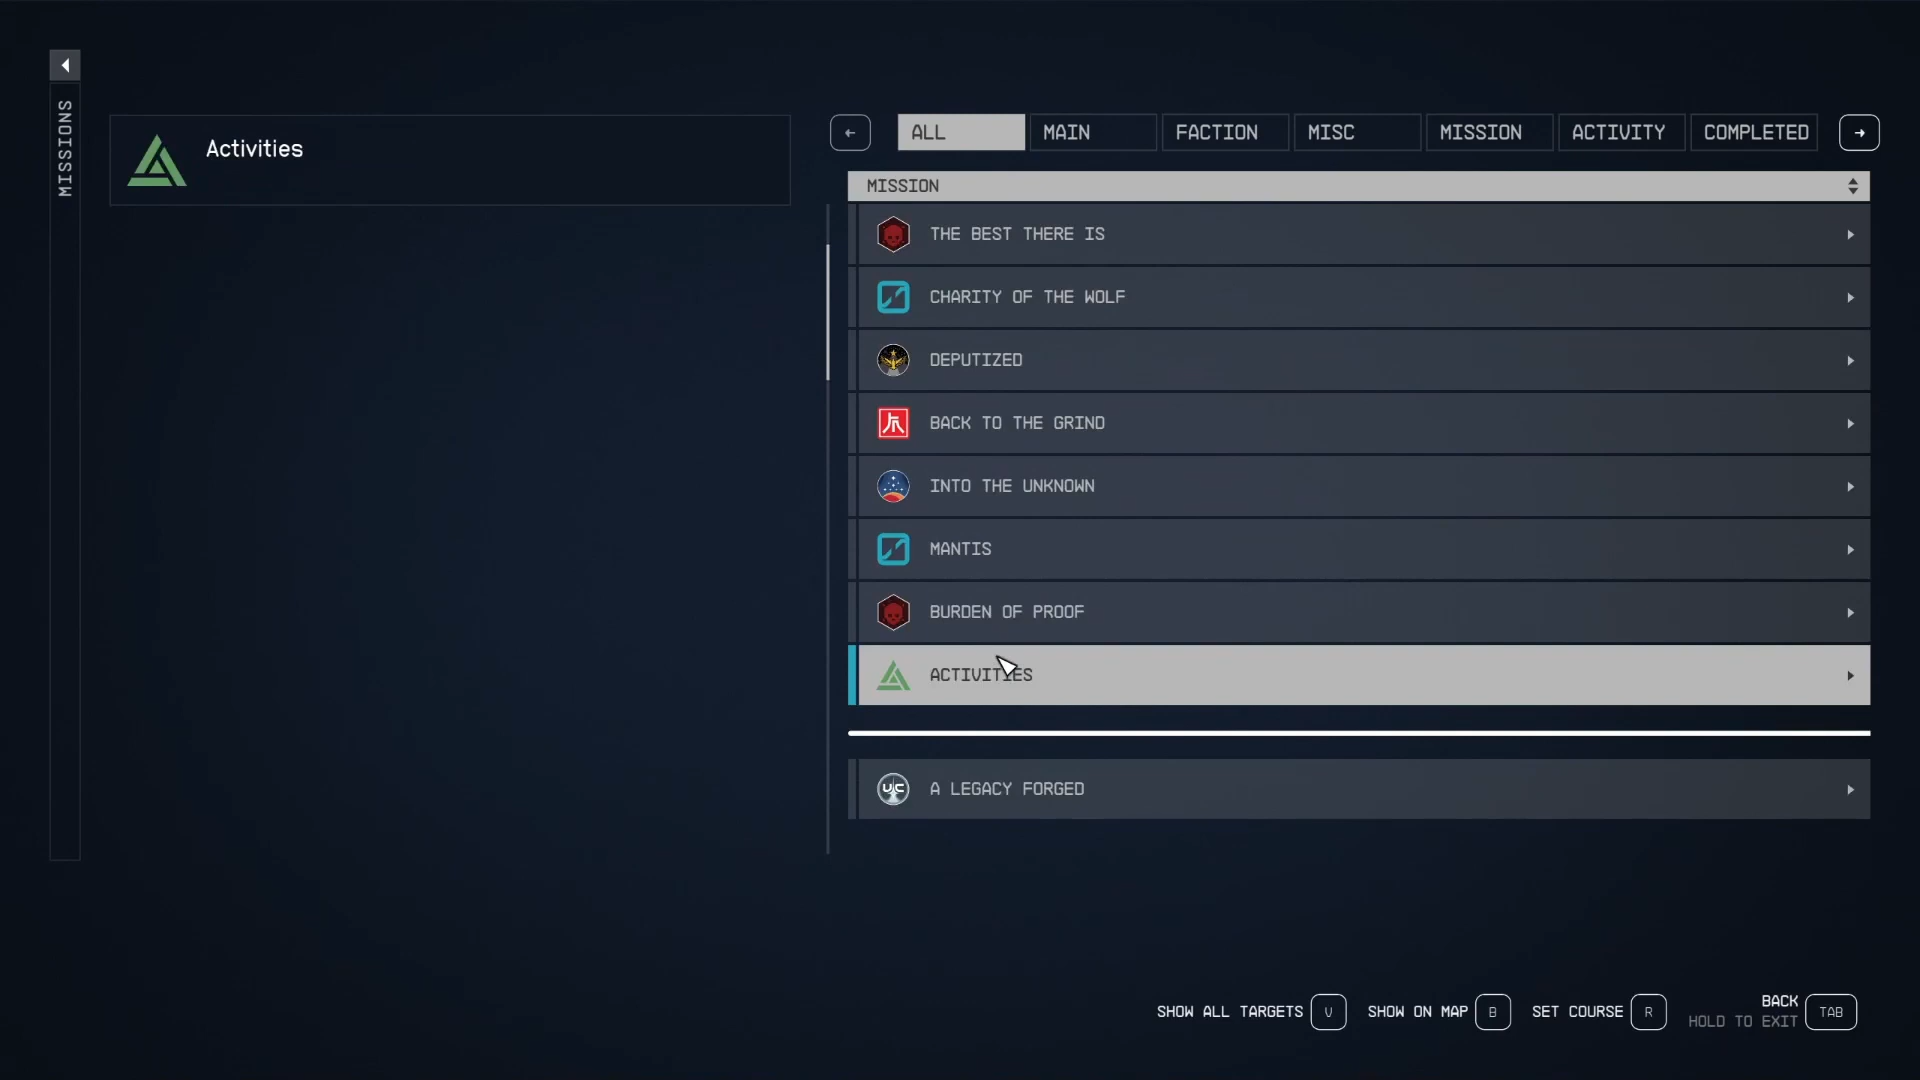 MISSIONS
Activities
ALL MAIN FACTION MISC MISSION ACTIVITY COMPLETED
MISSION
THE BEST THERE IS
CHARITY OF THE WOLF
DEPUTIZED
BACK TO THE GRIND
INTO THE UNKNOWN
MANTIS
BURDEN OF PROOF
ACTIVITIES
UC A LEGACY FORGED
SHOW ALL TARGETS V SHOW ON MAP B SET COURSE R BACK TAB
HOLD TO EXIT